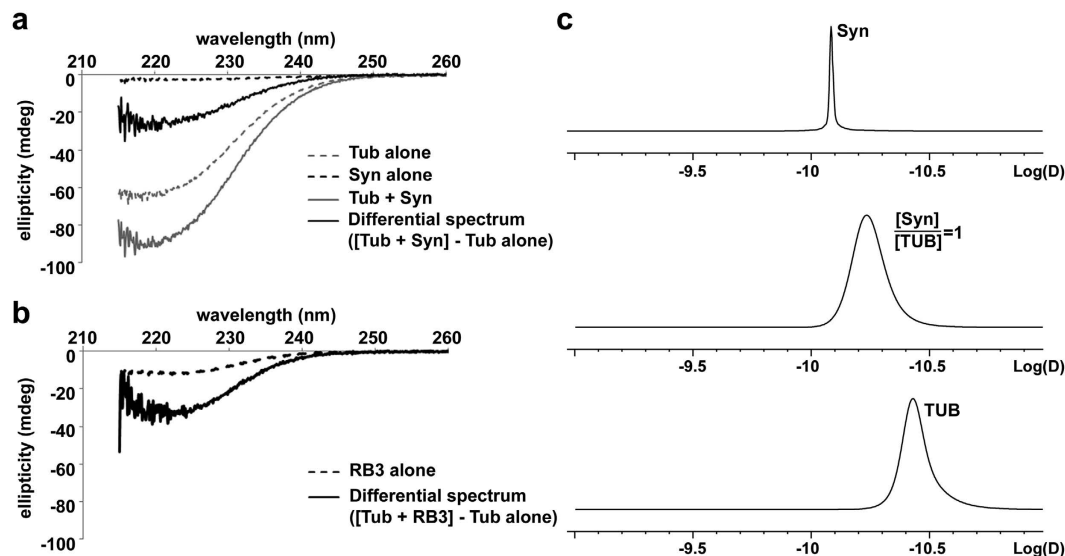 a
wavelength (nm)
210 220 230 240 250 260
0
-20
-40
-60
-80
-100
ellipticity (mdeg)
Tub alone
Syn alone
Tub + Syn
Differential spectrum
([Tub + Syn] - Tub alone)
b
wavelength (nm)
210 220 230 240 250 260
0
-20
-40
-60
-80
-100
ellipticity (mdeg)
RB3 alone
Differential spectrum
([Tub + RB3] - Tub alone)
c
Syn
-9.5 -10 -10.5 Log(D)
[Syn]
[TUB]
=1
-9.5 -10 -10.5 Log(D)
TUB
-9.5 -10 -10.5 Log(D)